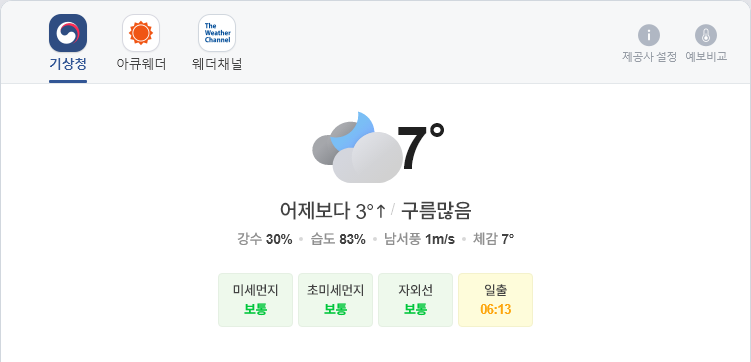 The
Weather
Channel
기상청 아큐웨더 웨더채널
제공사 설정 예보비교
7°
어제보다 3°↑ / 구름많음
강수 30% • 습도 83% • 남서풍 1m/s • 체감 7°
미세먼지 초미세먼지 자외선 일출
보통 보통 보통 06:13